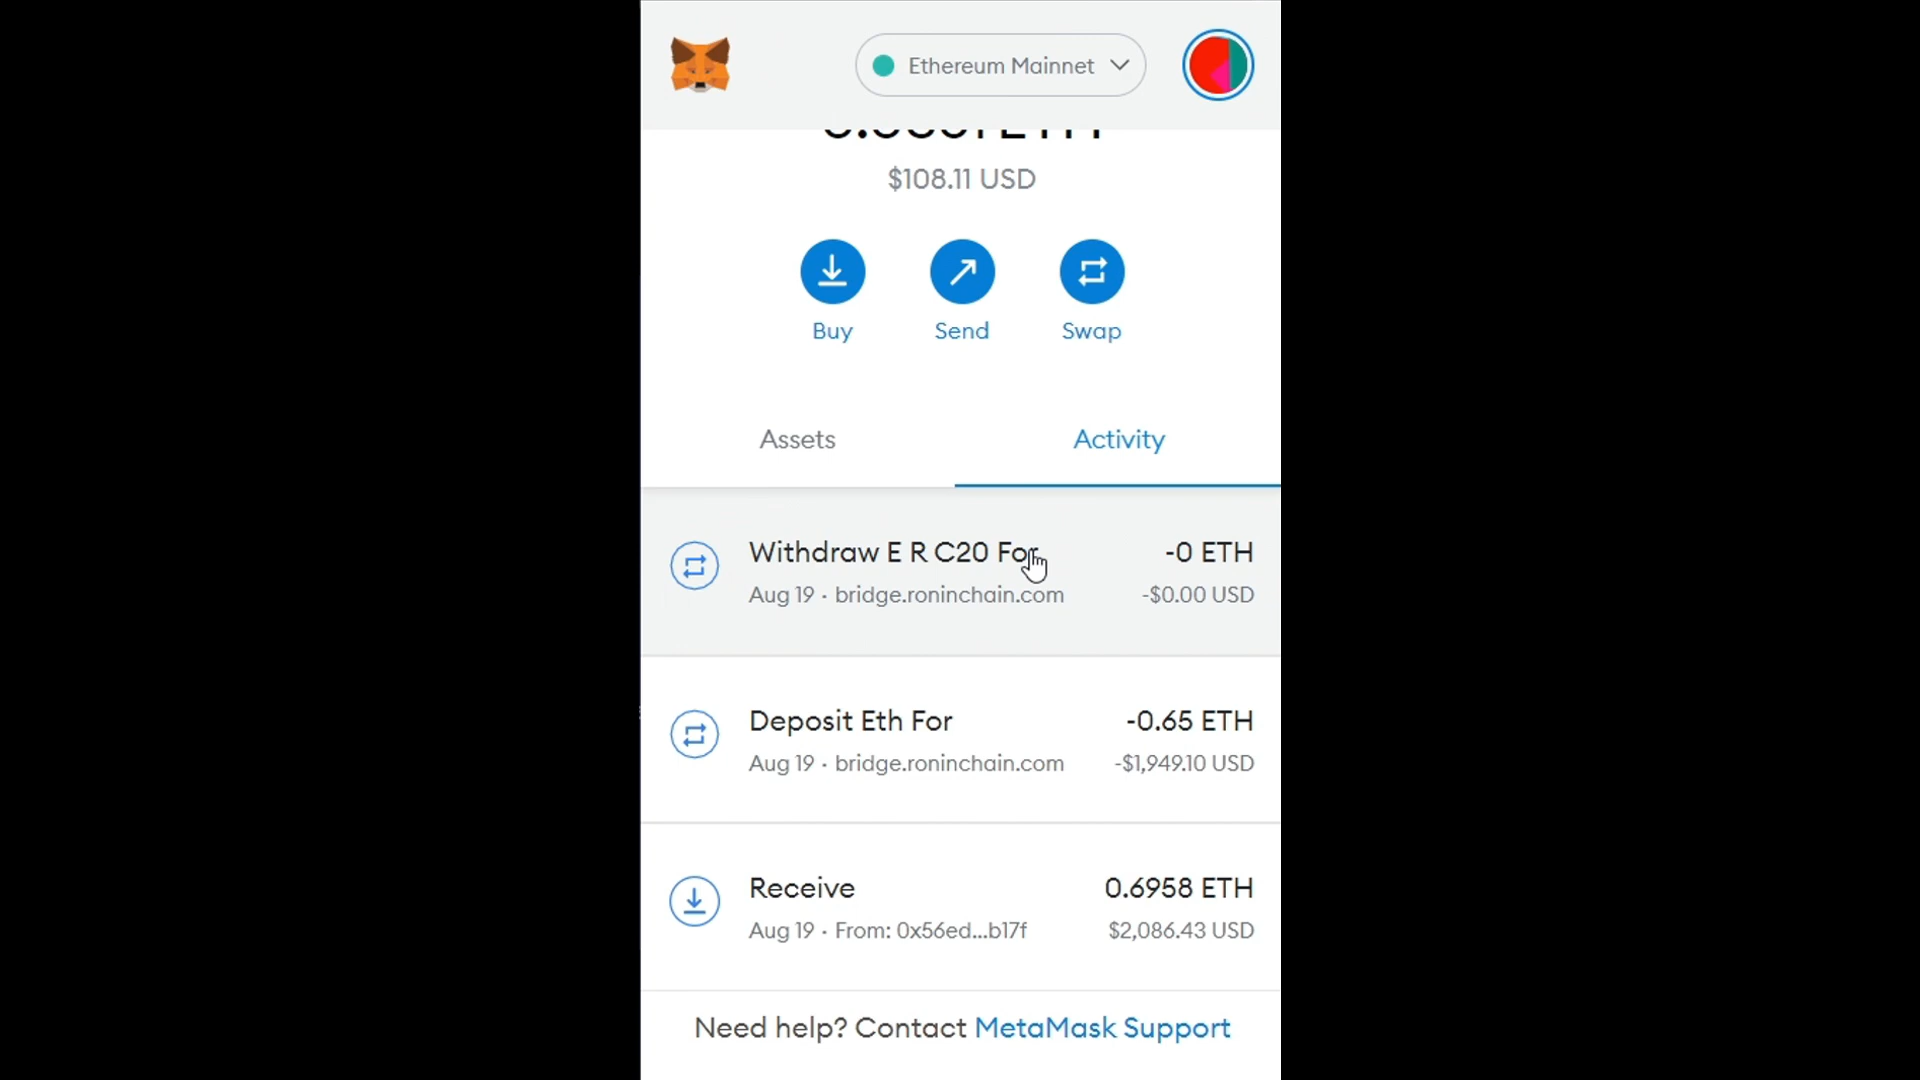 Ethereum Mainnet
$108.11 USD
Buy
Send
Swap
Assets
Activity
Withdraw E R C20 For
-0 ETH
Aug 19 · bridge.roninchain.com
-$0.00 USD
Deposit Eth For
-0.65 ETH
Aug 19 · bridge.roninchain.com
-$1,949.10 USD
Receive
0.6958 ETH
Aug 19 · From: 0x56ed...b17f
$2,086.43 USD
Need help? Contact MetaMask Support